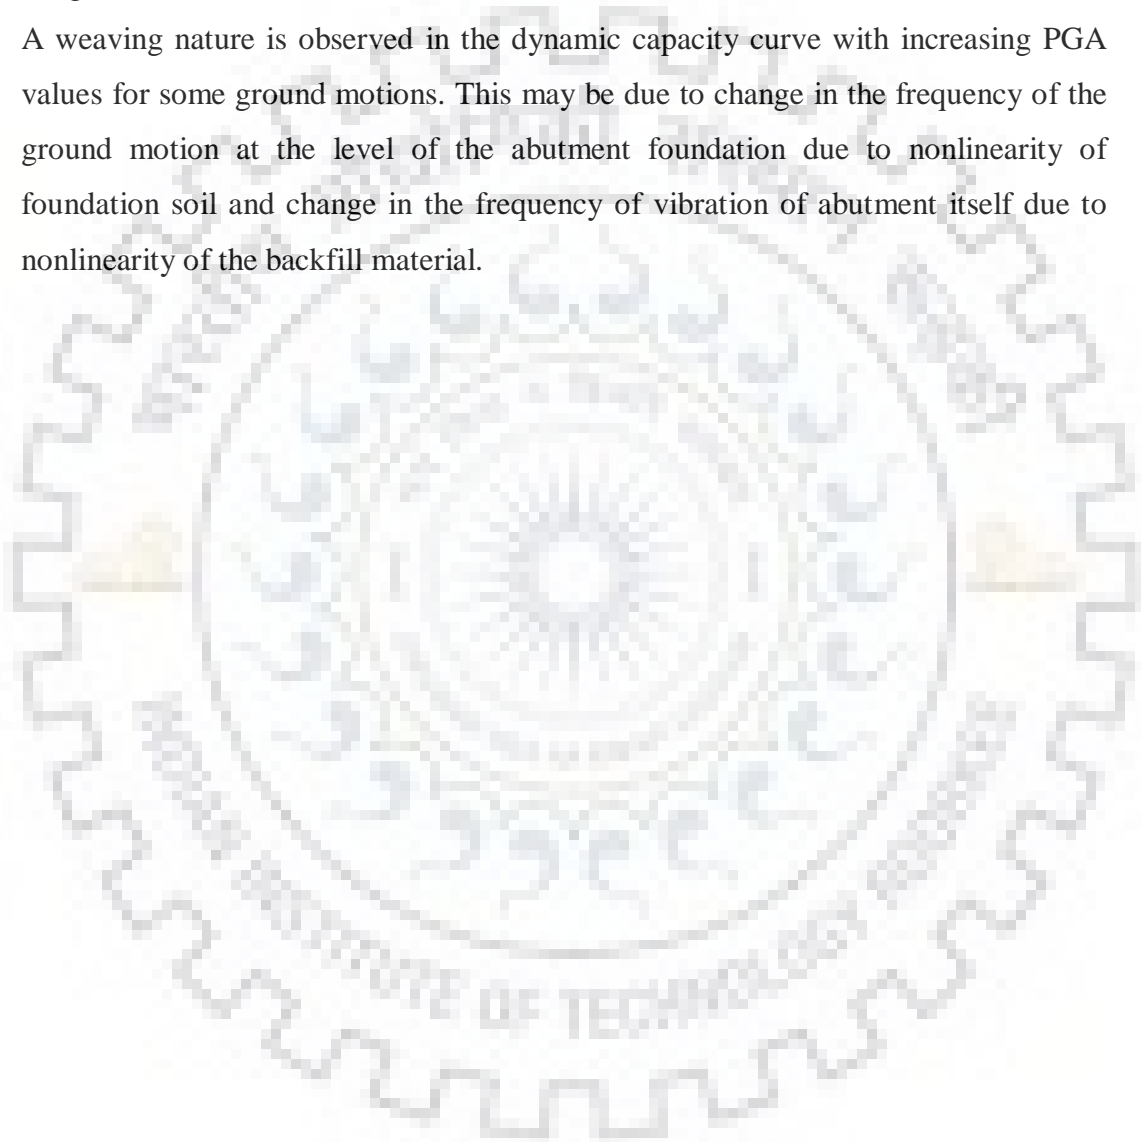 A weaving nature is observed in the dynamic capacity curve with increasing PGA
values for some ground motions. This may be due to change in the frequency of the
ground motion at the level of the abutment foundation due to nonlinearity of
foundation soil and change in the frequency of vibration of abutment itself due to
nonlinearity of the backfill material.
INSTITUTE OF TECHNOLOGY